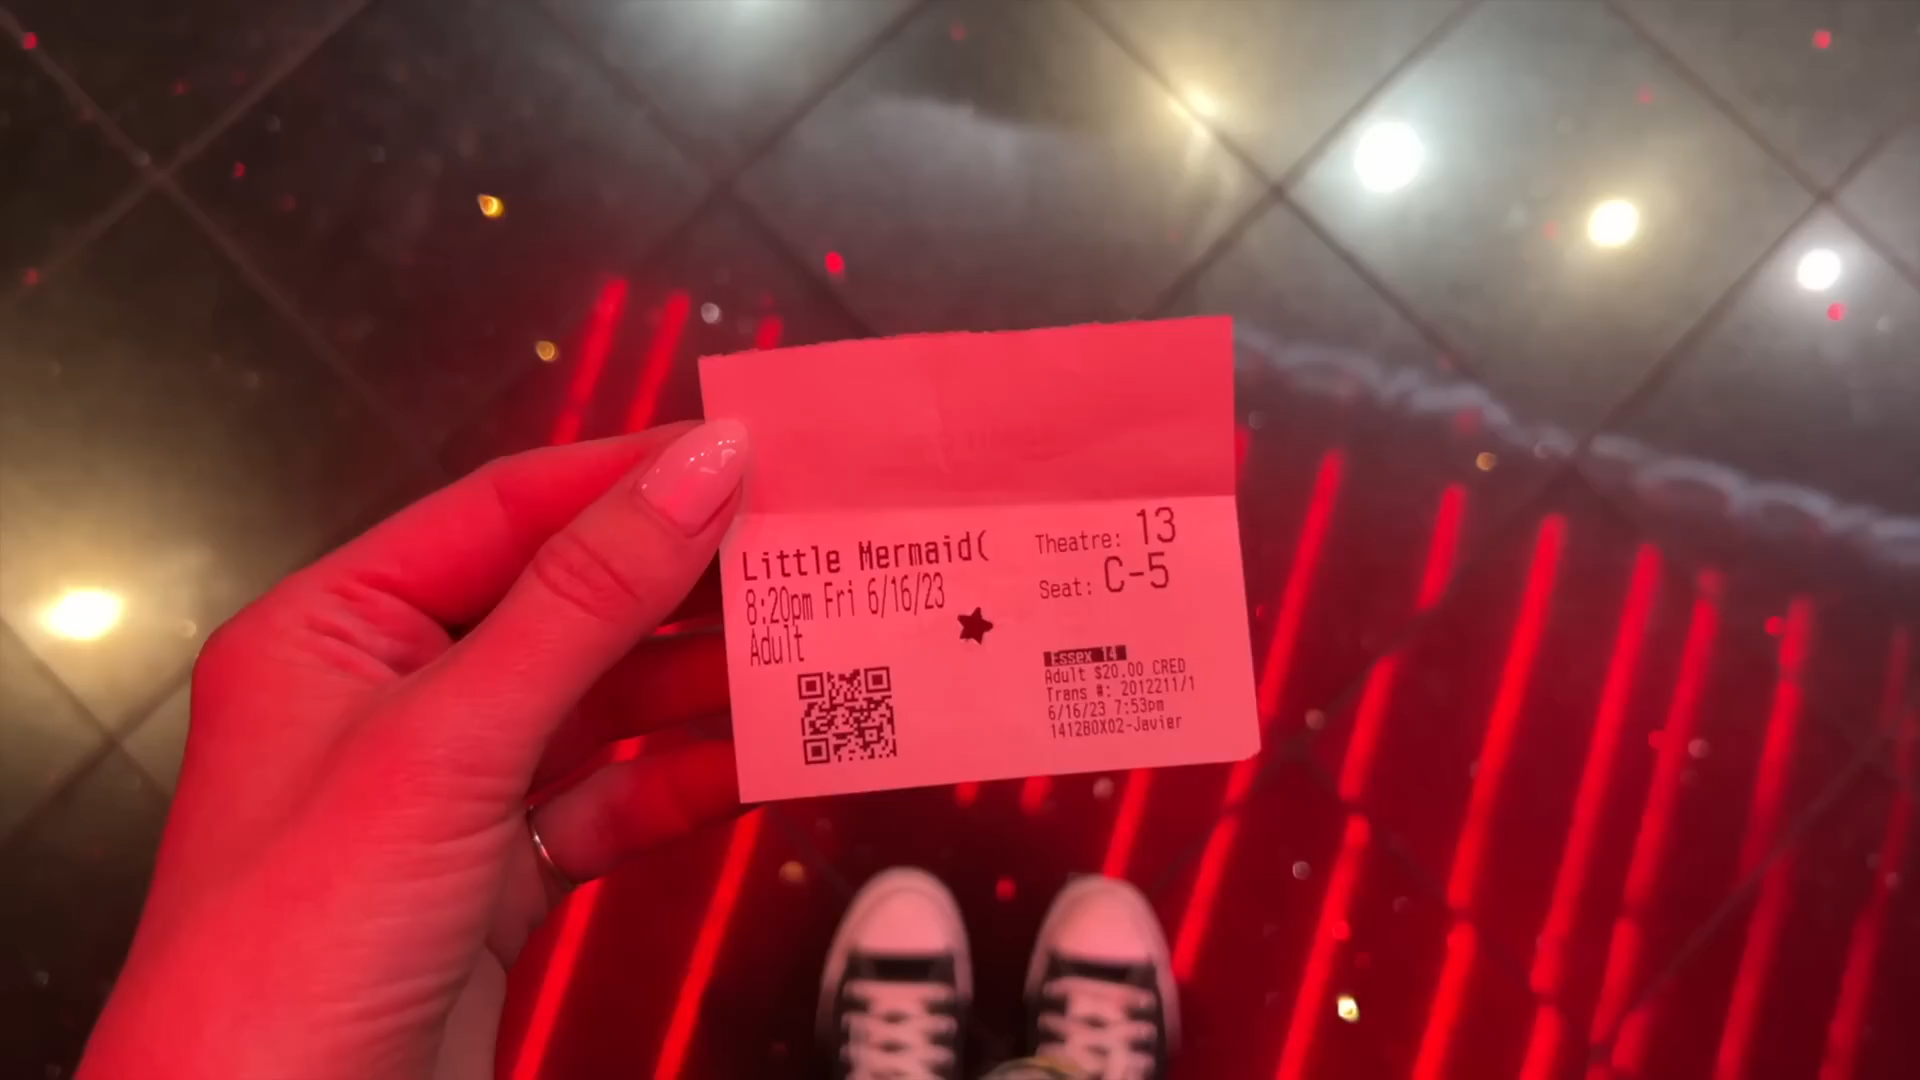 Little Mermaid(
8:20pm Fri 6/16/23
Adult
Theatre: 13
Seat: C-5
Essex 14
Adult $20.00 CRED
Trans #: 2012211/1
6/16/23 7:53pm
1412BOX02-Javier